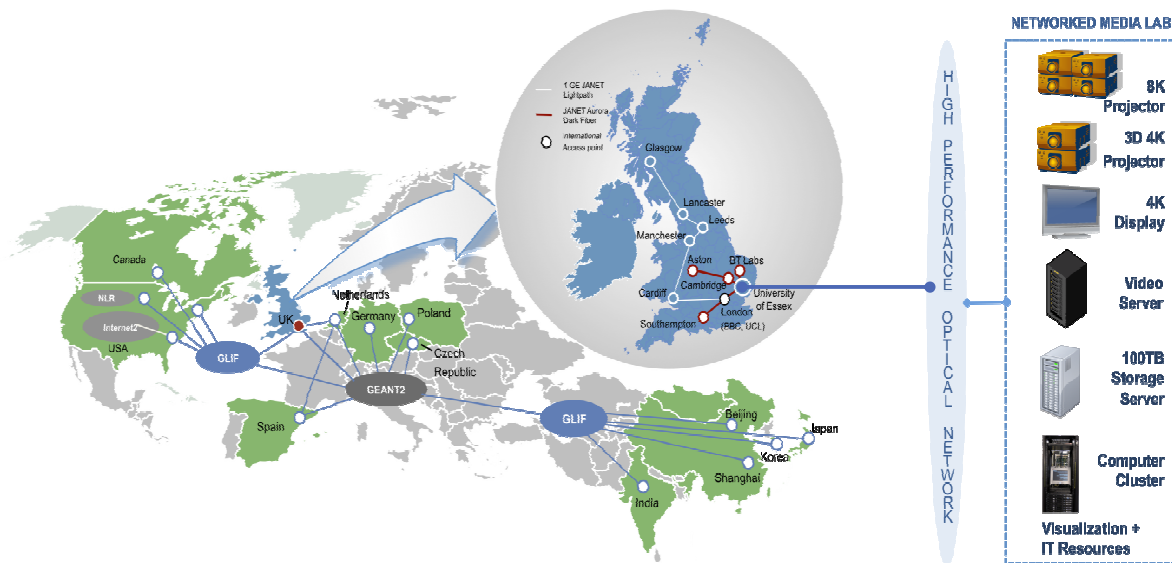 NETWORKED MEDIA LAB
8K
Projector
3D 4K
Projector
4K
Display
Video
Server
100TB
Storage
Server
Computer
Cluster
Visualization +
IT Resources
HIGH PERFORMANCE OPTICAL NETWORK
1 GE JANET
Lightpath
JANET Aurora
Dark Fiber
International
Access point
Glasgow
Lancaster
Leeds
Manchester
Aston
BT Labs
Cambridge
Cardiff
University
of Essex
London
(BBC, UCL)
Southampton
Canada
NLR
Internet2
USA
GLIF
UK
Netherlands
Germany
Poland
Czech
Republic
GEANT2
Spain
GLIF
Beijing
Japan
Korea
Shanghai
India